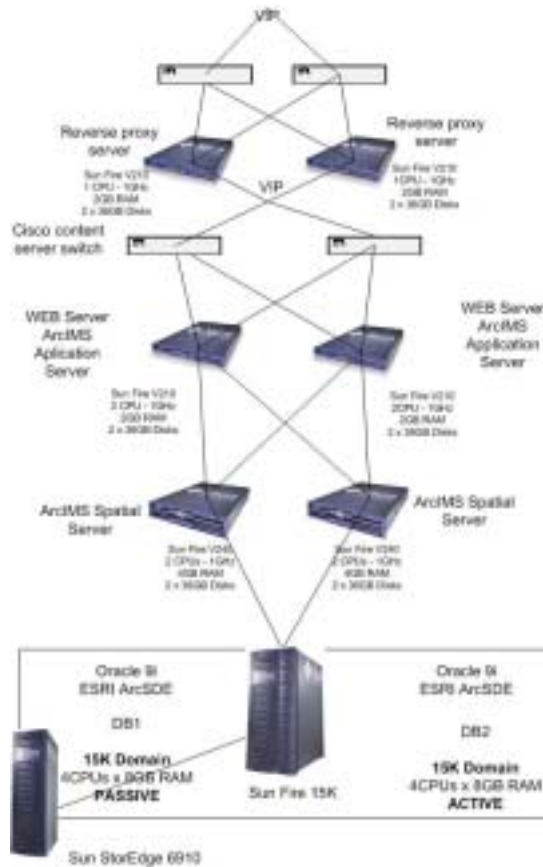 VIP
Reverse proxy
server
Reverse proxy
server
Sun Fire V210
1 CPU - 1GHz
2GB RAM
2 x 36GB Disks
Sun Fire V210
1CPU - 1GHz
2GB RAM
2 x 36GB Disks
VIP
Cisco content
server switch
WEB Server
ArcIMS
Aplication
Server
WEB Server
ArcIMS
Application
Server
Sun Fire V210
2 CPU - 1GHz
2GB RAM
2 x 36GB Disks
Sun Fire V210
2CPU - 1GHz
2GB RAM
2 x 36GB Disks
ArcIMS Spatial
Server
ArcIMS Spatial
Server
Sun Fire V240
2 CPUs - 1GHz
4GB RAM
2 x 36GB Disks
Sun Fire V240
2 CPUs - 1GHz
4GB RAM
2 x 36GB Disks
Oracle 9i
ESRI ArcSDE
DB1
15K Domain
4CPUs x 8GB RAM
PASSIVE
Sun Fire 15K
Oracle 9i
ESRI ArcSDE
DB2
15K Domain
4CPUs x 8GB RAM
ACTIVE
Sun StorEdge 6910